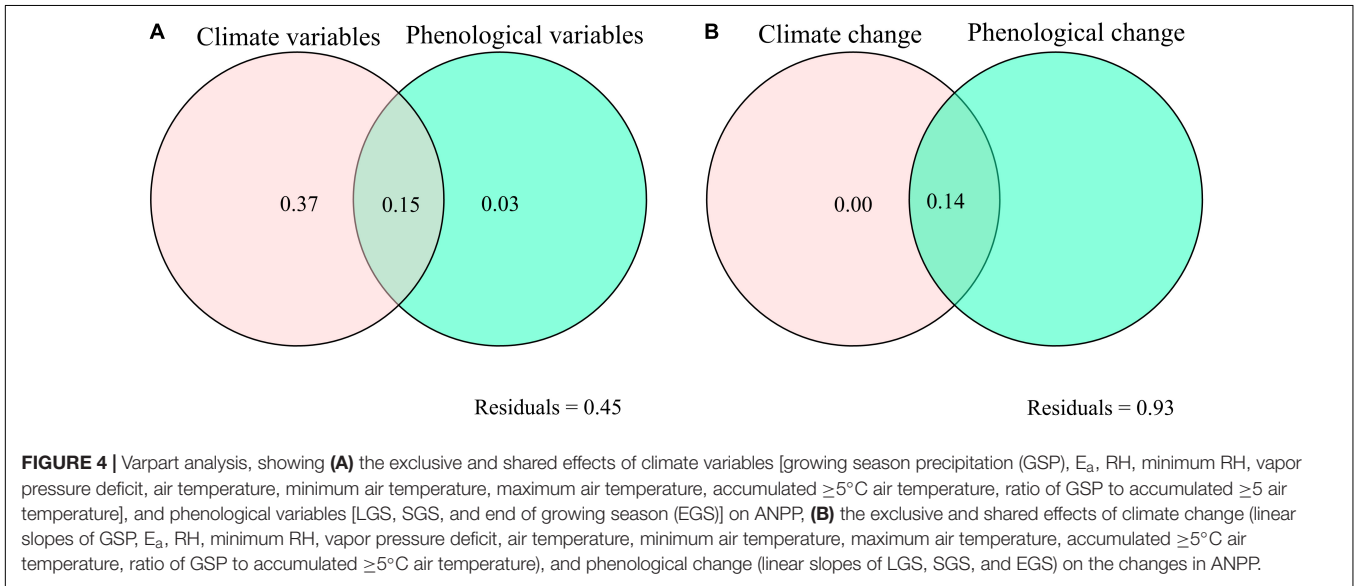 A Climate variables Phenological variables B Climate change Phenological change
0.37 0.15 0.03 0.00 0.14
Residuals = 0.45 Residuals = 0.93
FIGURE 4 | Varpart analysis, showing (A) the exclusive and shared effects of climate variables [growing season precipitation (GSP), Ea, RH, minimum RH, vapor
pressure deficit, air temperature, minimum air temperature, maximum air temperature, accumulated ≥5°C air temperature, ratio of GSP to accumulated ≥5 air
temperature], and phenological variables [LGS, SGS, and end of growing season (EGS)] on ANPP, (B) the exclusive and shared effects of climate change (linear
slopes of GSP, Ea, RH, minimum RH, vapor pressure deficit, air temperature, minimum air temperature, maximum air temperature, accumulated ≥5°C air
temperature, ratio of GSP to accumulated ≥5°C air temperature), and phenological change (linear slopes of LGS, SGS, and EGS) on the changes in ANPP.